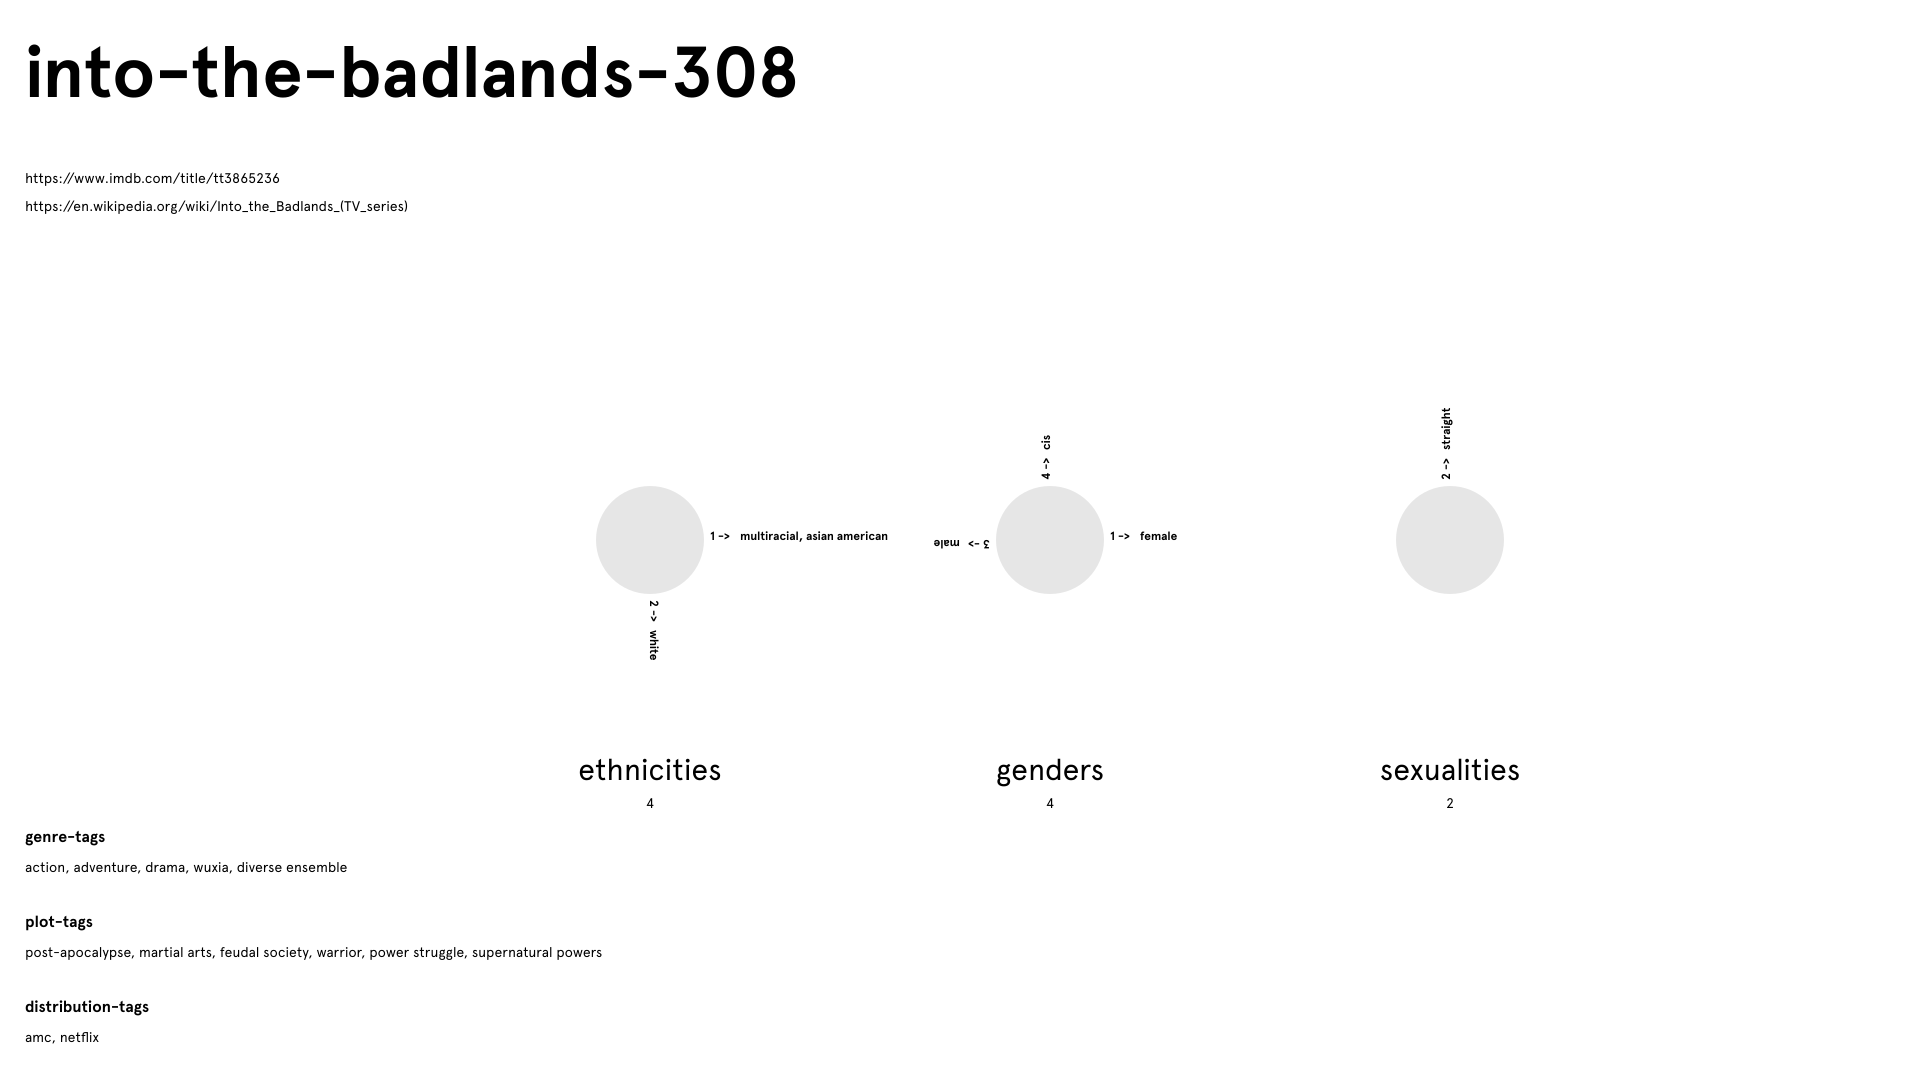 into-the-badlands-308
https://www.imdb.com/title/tt3865236
https://en.wikipedia.org/wiki/Into_the_Badlands_(TV_series)
1 -> multiracial, asian american
2 -> white
ethnicities
4
4 -> cis
3 -> male
1 -> female
genders
4
2 -> straight
sexualities
2
genre-tags
action, adventure, drama, wuxia, diverse ensemble
plot-tags
post-apocalypse, martial arts, feudal society, warrior, power struggle, supernatural powers
distribution-tags
amc, netflix